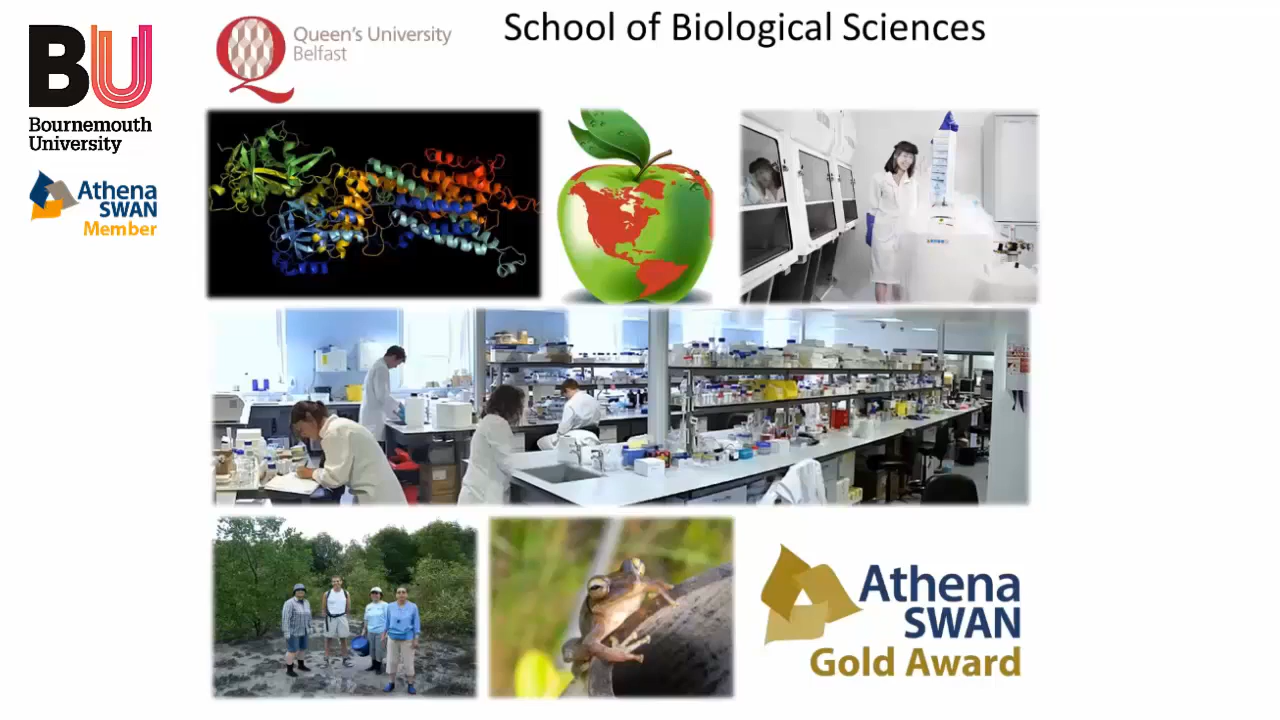 BU
Bournemouth
University
Athena
SWAN
Member
Queen's University
Belfast
School of Biological Sciences
Athena
SWAN
Gold Award